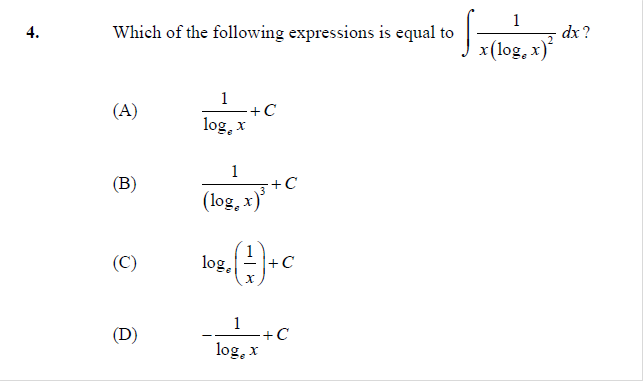 4. Which of the following expressions is equal to ∫ 1/(x(logₑ x)²) dx?
(A) 1/(logₑ x) + C
(B) 1/(logₑ x)³ + C
(C) logₑ(1/x) + C
(D) −1/(logₑ x) + C